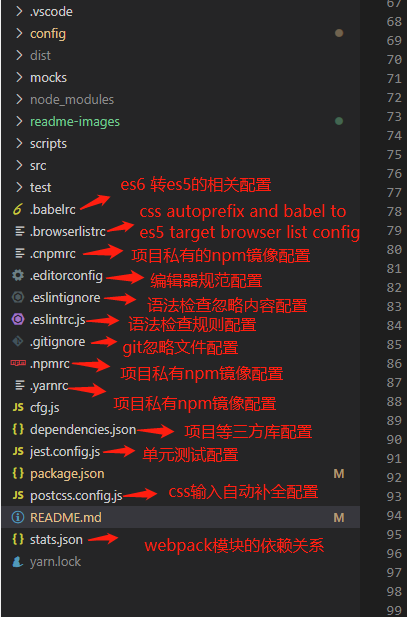 .vscode
config
dist
mocks
node_modules
readme-images
scripts
src
test
.babelrc
es6 转es5的相关配置
.browserlistrc
css autoprefix and babel to
es5 target browser list config
.cnpmrc
项目私有的npm镜像配置
.editorconfig
编辑器规范配置
.eslintignore
语法检查忽略内容配置
.eslintrc.js
语法检查规则配置
.gitignore
git忽略文件配置
.npmrc
项目私有npm镜像配置
.yarnrc
项目私有npm镜像配置
cfg.js
dependencies.json
项目等三方库配置
jest.config.js
单元测试配置
package.json M
postcss.config.js
css输入自动补全配置
README.md M
stats.json
webpack模块的依赖关系
yarn.lock
67
68
69
70
71
72
73
74
75
76
77
78
79
80
81
82
83
84
85
86
87
88
89
90
91
92
93
94
95
96
97
98
99